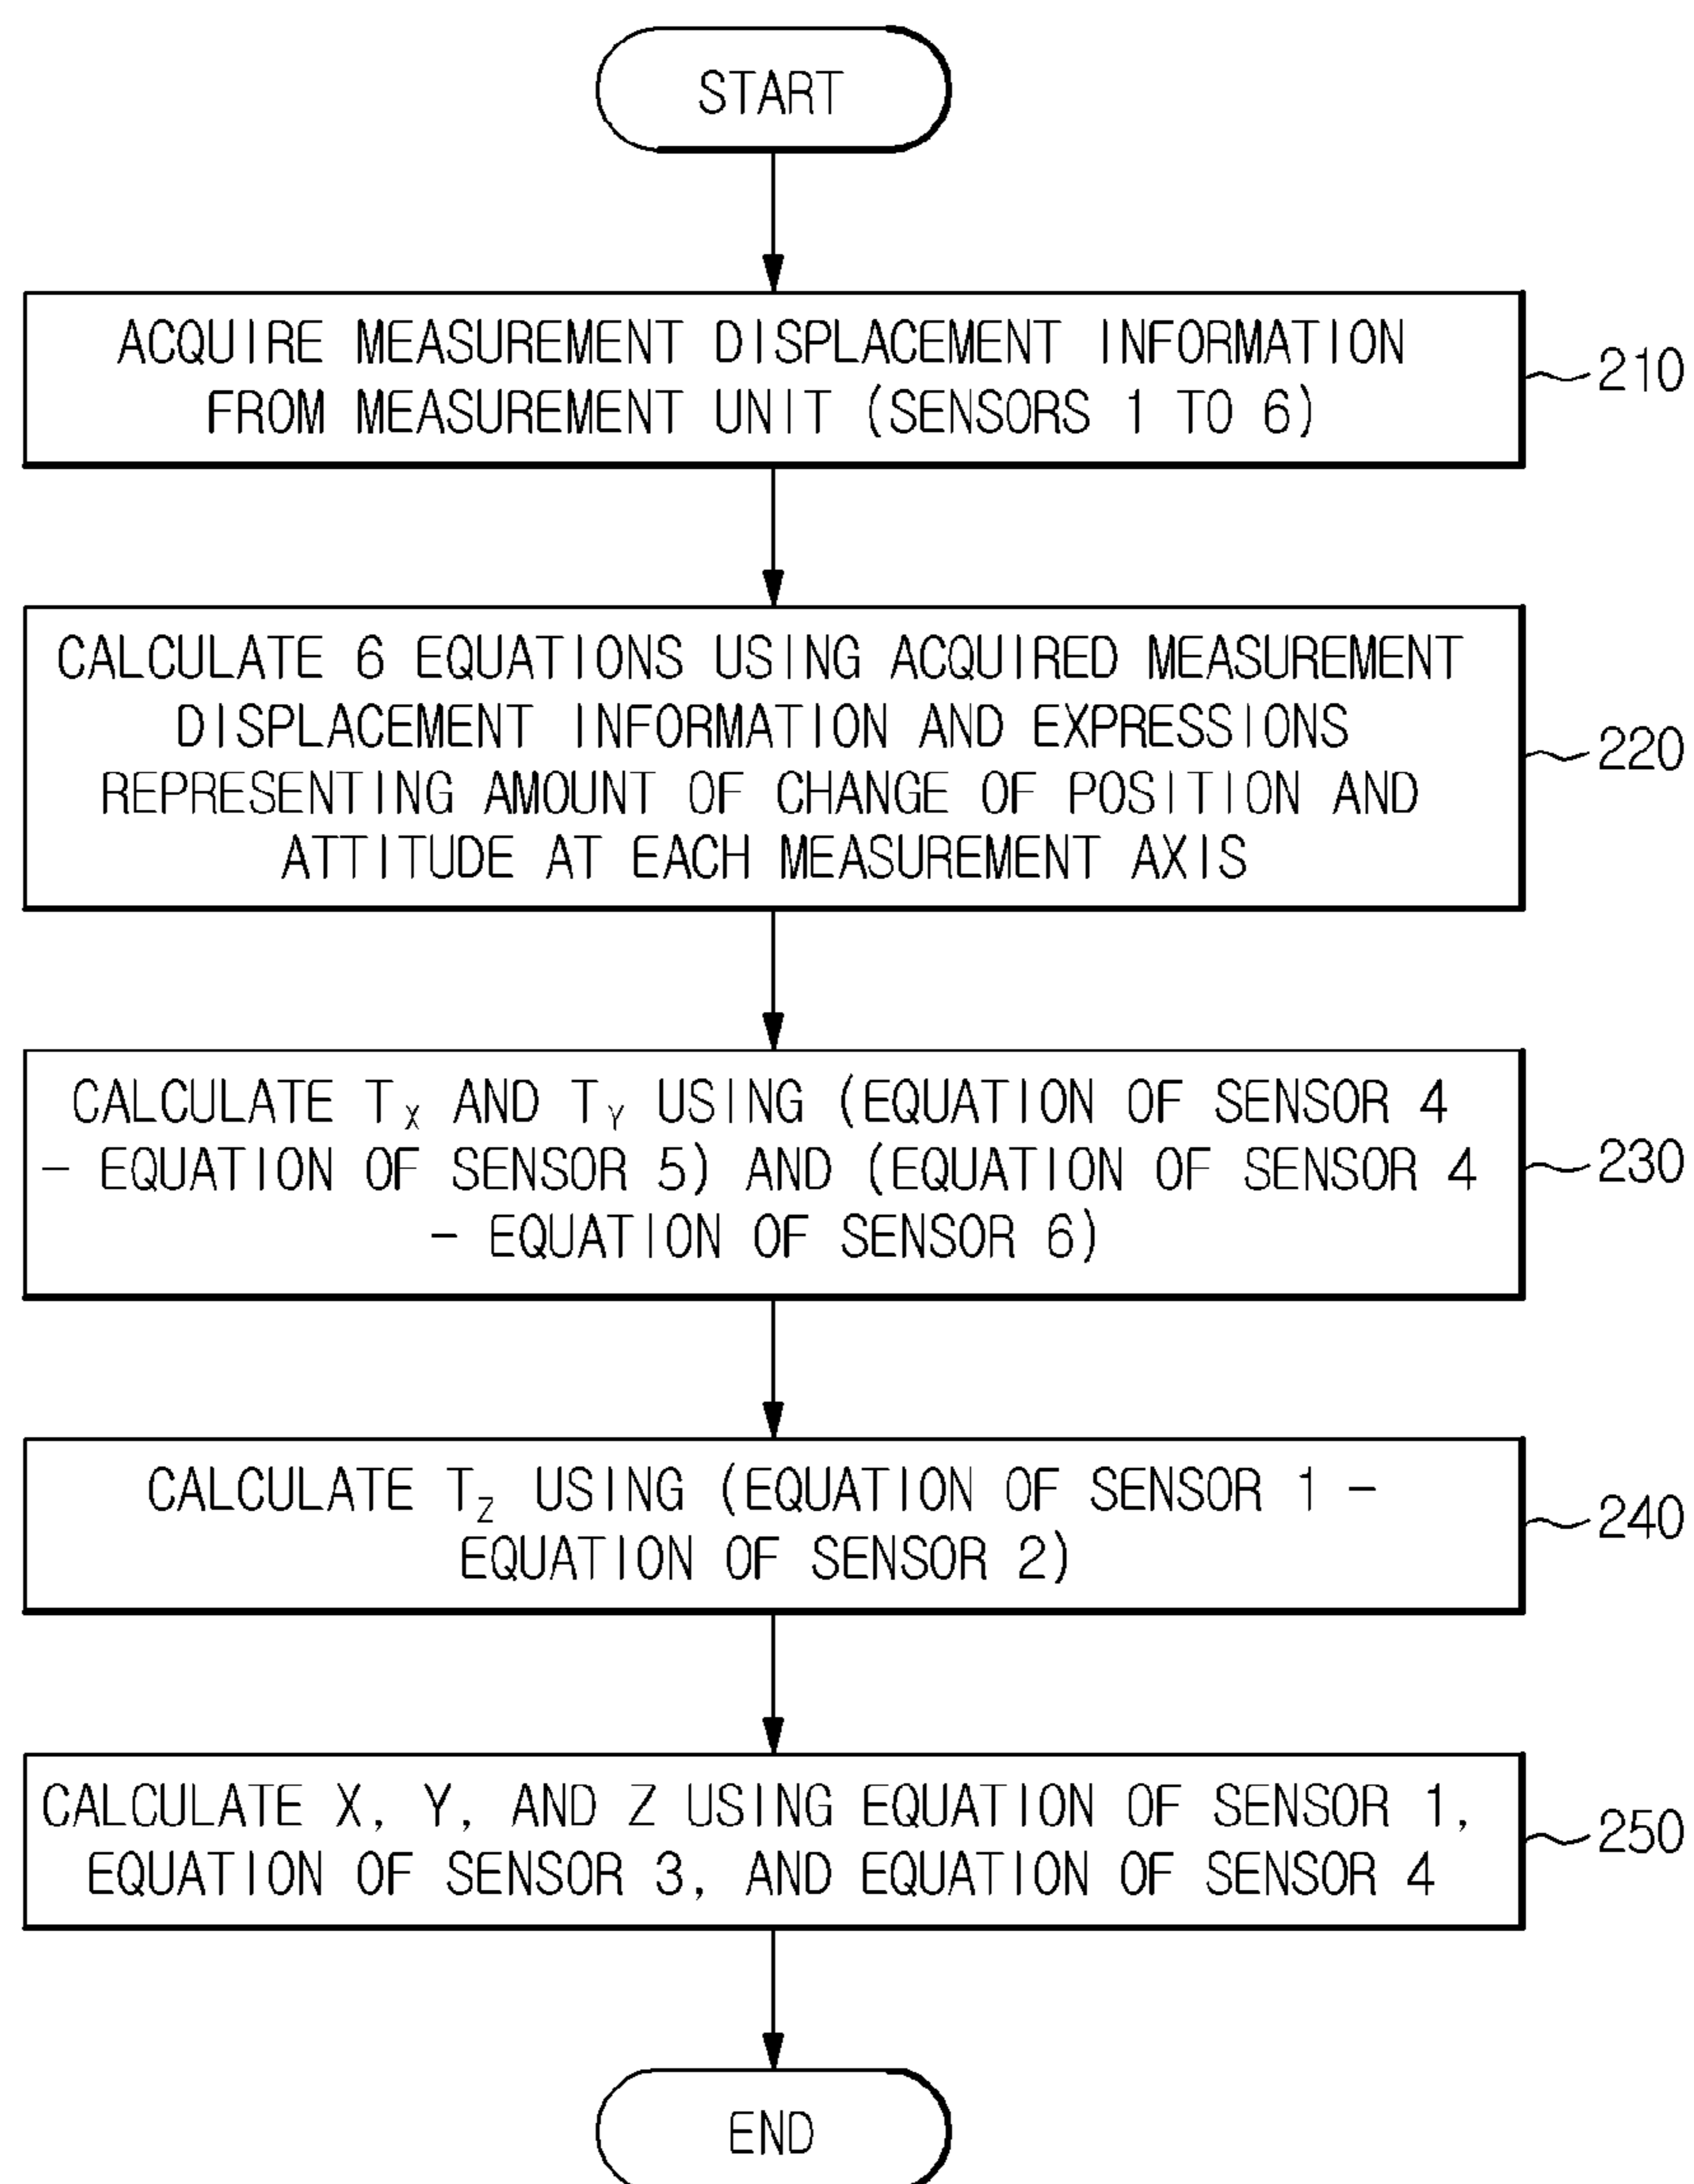 START
ACQUIRE MEASUREMENT DISPLACEMENT INFORMATION
FROM MEASUREMENT UNIT (SENSORS 1 TO 6)
210
CALCULATE 6 EQUATIONS USING ACQUIRED MEASUREMENT
DISPLACEMENT INFORMATION AND EXPRESSIONS
REPRESENTING AMOUNT OF CHANGE OF POSITION AND
ATTITUDE AT EACH MEASUREMENT AXIS
220
CALCULATE TX AND TY USING (EQUATION OF SENSOR 4
- EQUATION OF SENSOR 5) AND (EQUATION OF SENSOR 4
- EQUATION OF SENSOR 6)
230
CALCULATE TZ USING (EQUATION OF SENSOR 1 -
EQUATION OF SENSOR 2)
240
CALCULATE X, Y, AND Z USING EQUATION OF SENSOR 1,
EQUATION OF SENSOR 3, AND EQUATION OF SENSOR 4
250
END